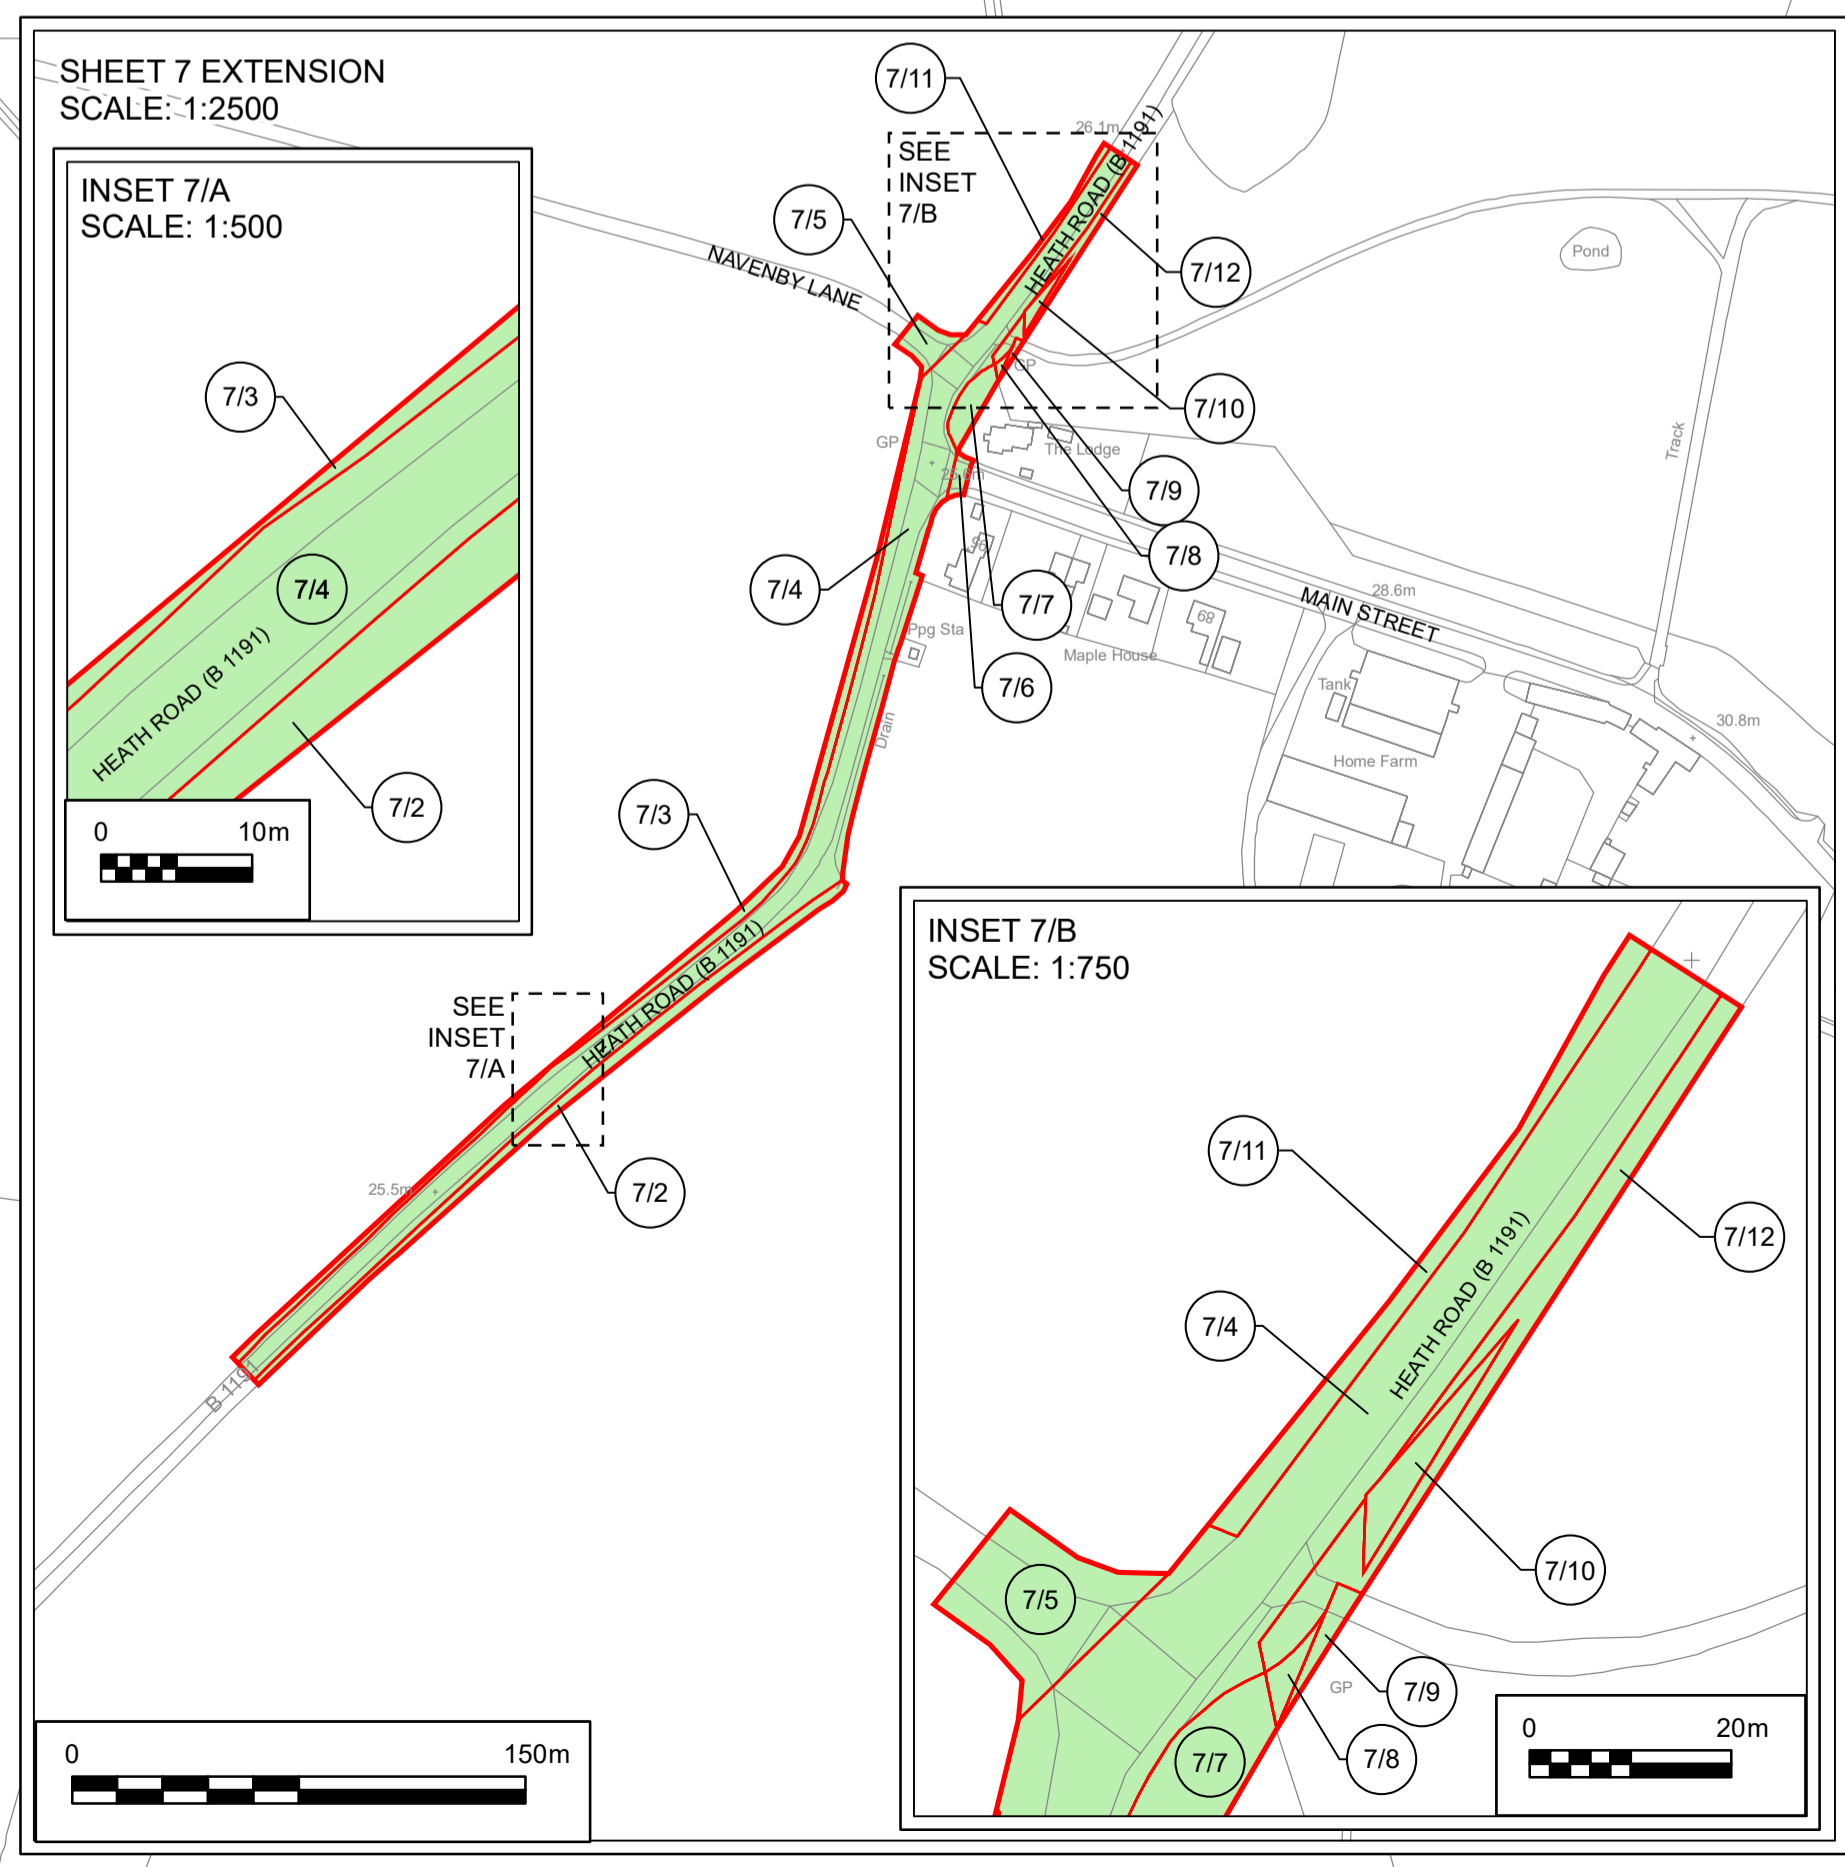 SHEET 7 EXTENSION
SCALE: 1:2500
INSET 7/A
SCALE: 1:500
7/3
7/4
HEATH ROAD (B 1191)
7/2
0 10m
7/11
26.1m
SEE
INSET
7/B
HEATH ROAD (B 1191)
7/5
NAVENBY LANE
7/12
Pond
GP
7/10
GP
The Lodge
Track
7/9
7/8
7/4
7/7
28.6m
MAIN STREET
69
Ppg Sta
Maple House
7/6
Tank
30.8m
Drain
Home Farm
7/3
HEATH ROAD (B 1191)
SEE
INSET
7/A
7/2
25.5m
B 1191
0 150m
INSET 7/B
SCALE: 1:750
7/11
7/12
HEATH ROAD (B 1191)
7/4
7/10
7/5
GP
7/9
7/8
7/7
0 20m